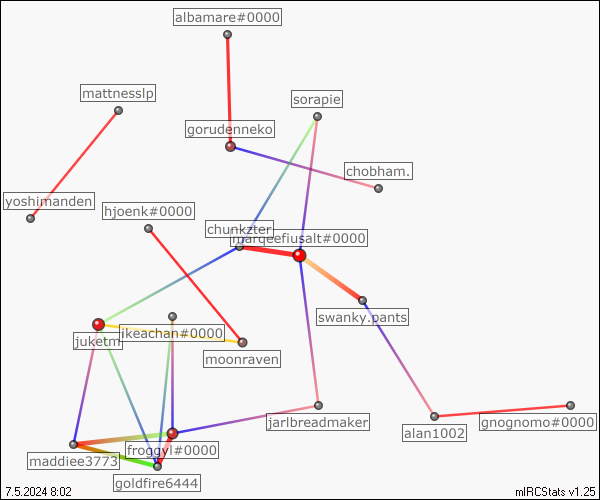 albamare#0000
mattnesslp
sorapie
gorudenneko
chobham.
yoshimanden
hjoenk#0000
chunkzter
marqeefiusalt#0000
swanky.pants
juketm
ikeachan#0000
moonraven
jarlbreadmaker
gnognomo#0000
alan1002
froggyl#0000
maddiee3773
goldfire6444
7.5.2024 8:02
mIRCStats v1.25